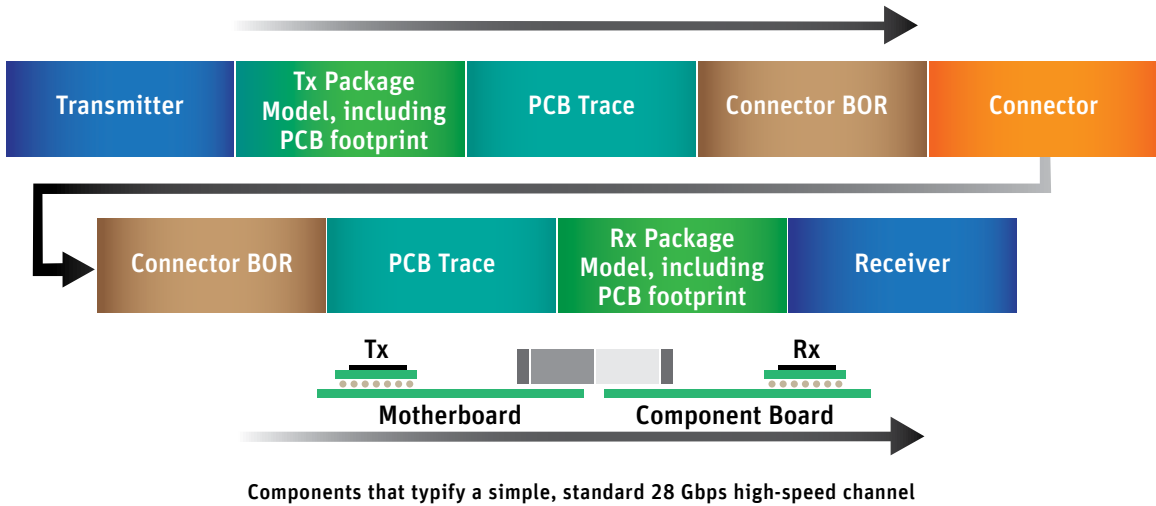 Transmitter
Tx Package
Model, including
PCB footprint
PCB Trace
Connector BOR
Connector
Connector BOR
PCB Trace
Rx Package
Model, including
PCB footprint
Receiver
Tx
Rx
Motherboard
Component Board
Components that typify a simple, standard 28 Gbps high-speed channel